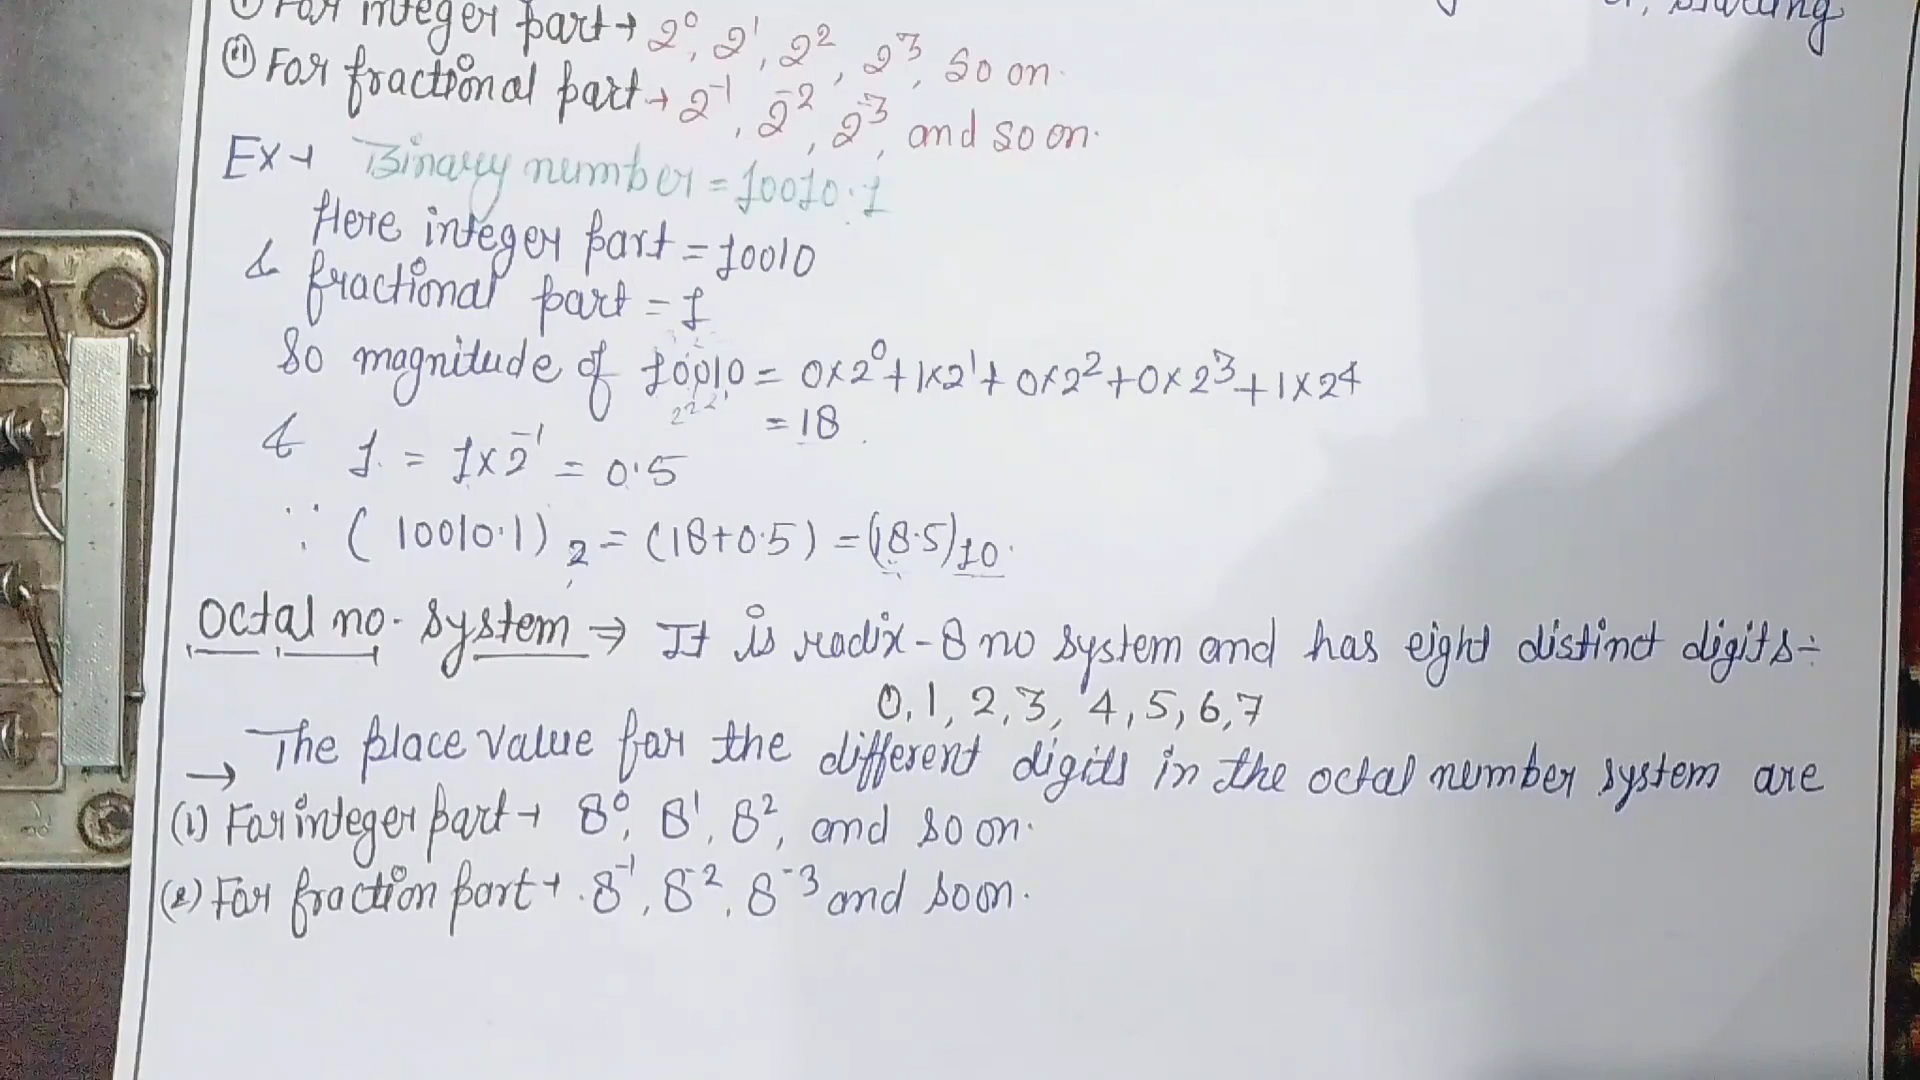 (i) For integer part → 2⁰, 2¹, 2², 2³, so on.
(ii) For fractional part → 2⁻¹, 2⁻², 2⁻³, and so on.
Ex → Binary number = 10010.1
Here integer part = 10010
& fractional part = 1
So magnitude of 10010 = 0×2⁰ + 1×2¹ + 0×2² + 0×2³ + 1×2⁴
= 18
& 1. = 1×2⁻¹ = 0.5
∵ (10010.1)₂ = (18+0.5) = (18.5)₁₀.
Octal no. system ⇒ It is radix-8 no system and has eight distinct digits÷
0, 1, 2, 3, 4, 5, 6, 7
→ The place value for the different digits in the octal number system are
(1) For integer part → 8⁰, 8¹, 8², and so on.
(2) For fraction part → .8⁻¹, 8⁻², 8⁻³ and soon.